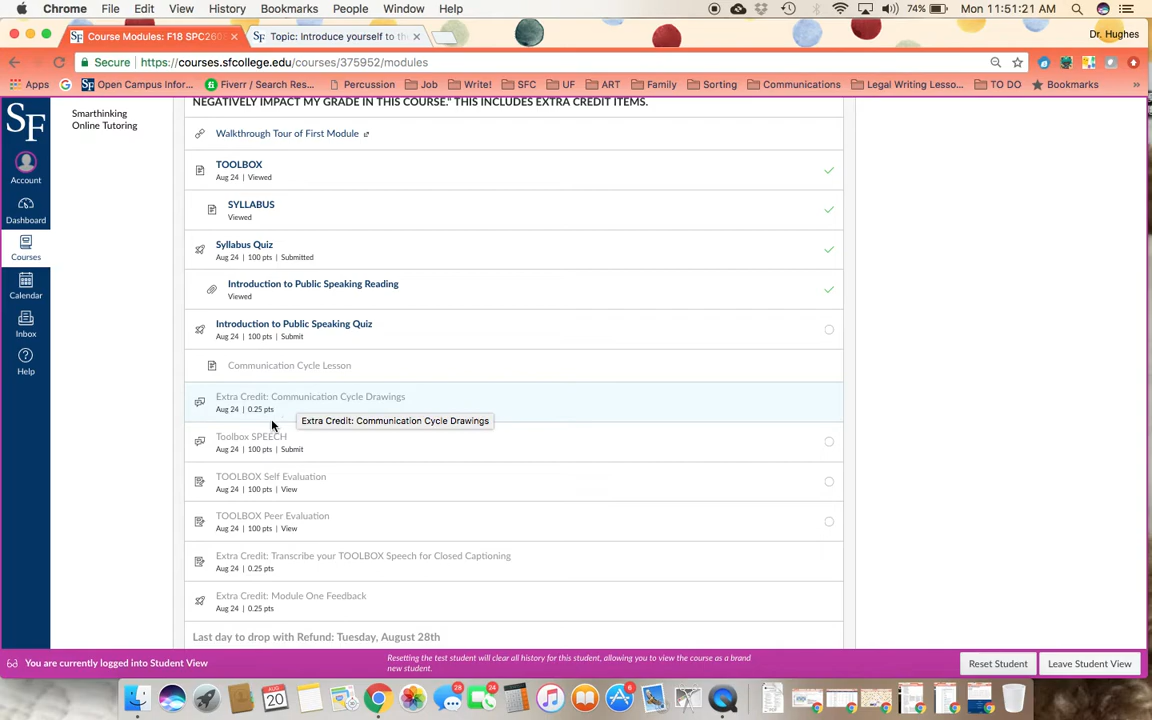 Chrome File Edit View History Bookmarks People Window Help 74% Mon 11:51:21 AM
Course Modules: F18 SPC2608 Topic: Introduce yourself to the Dr. Hughes
Secure https://courses.sfcollege.edu/courses/375952/modules
Apps Open Campus Infor... Fiverr / Search Res... Percussion Job Write! SFC UF ART Family Sorting Communications Legal Writing Lesso... TO DO Bookmarks »
SF
Account
Dashboard
Courses
Calendar
Inbox
Help
Smarthinking
Online Tutoring
NEGATIVELY IMPACT MY GRADE IN THIS COURSE." THIS INCLUDES EXTRA CREDIT ITEMS.
Walkthrough Tour of First Module
TOOLBOX
Aug 24 | Viewed
SYLLABUS
Viewed
Syllabus Quiz
Aug 24 | 100 pts | Submitted
Introduction to Public Speaking Reading
Viewed
Introduction to Public Speaking Quiz
Aug 24 | 100 pts | Submit
Communication Cycle Lesson
Extra Credit: Communication Cycle Drawings
Aug 24 | 0.25 pts
Extra Credit: Communication Cycle Drawings
Toolbox SPEECH
Aug 24 | 100 pts | Submit
TOOLBOX Self Evaluation
Aug 24 | 100 pts | View
TOOLBOX Peer Evaluation
Aug 24 | 100 pts | View
Extra Credit: Transcribe your TOOLBOX Speech for Closed Captioning
Aug 24 | 0.25 pts
Extra Credit: Module One Feedback
Aug 24 | 0.25 pts
Last day to drop with Refund: Tuesday, August 28th
You are currently logged into Student View
Resetting the test student will clear all history for this student, allowing you to view the course as a brand
new student.
Reset Student
Leave Student View